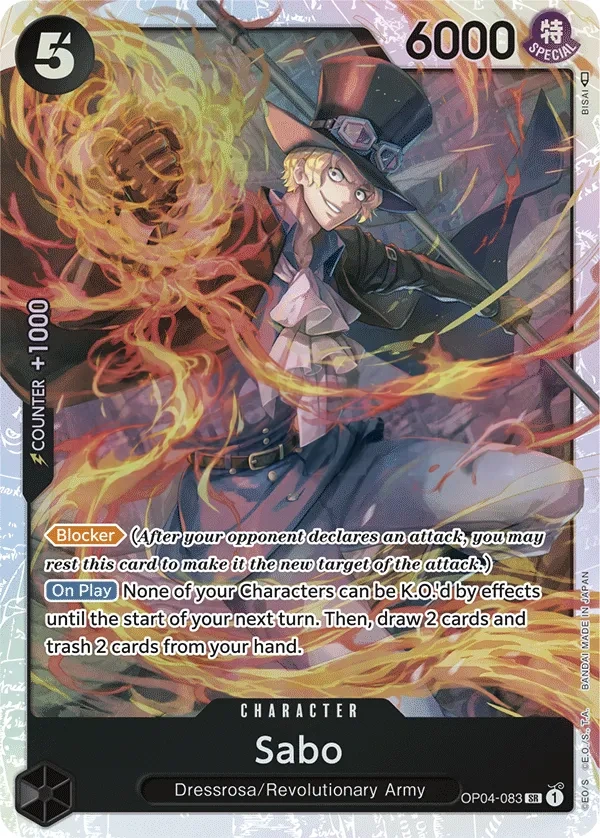 5
6000
特
SPECIAL
BISAI
COUNTER +1000
Blocker (After your opponent declares an attack, you may
rest this card to make it the new target of the attack.)
On Play None of your Characters can be K.O.'d by effects
until the start of your next turn. Then, draw 2 cards and
trash 2 cards from your hand.
©E.O/S ©E.O./S., T.A. BANDAI MADE IN JAPAN
CHARACTER
Sabo
Dressrosa/Revolutionary Army
OP04-083 SR 1